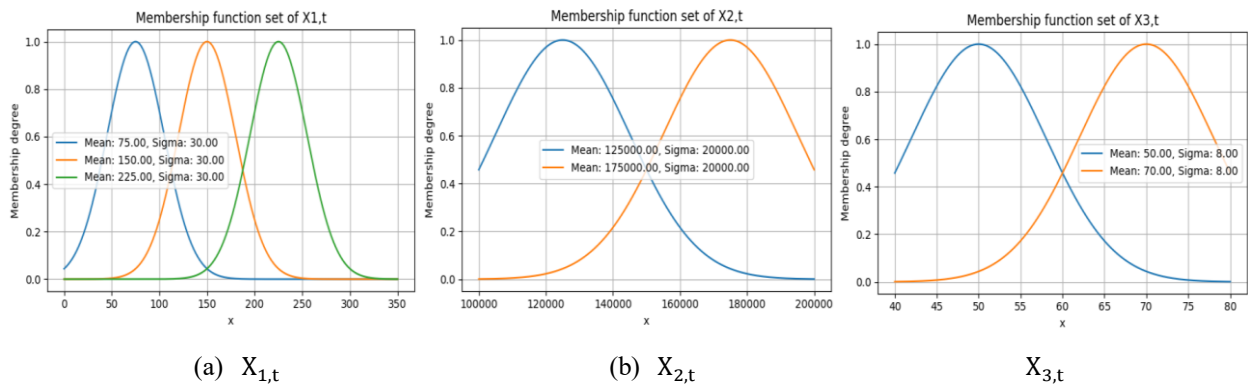 Membership function set of X1,t
Membership degree
1.0
0.8
0.6
0.4
0.2
0.0
Mean: 75.00, Sigma: 30.00
Mean: 150.00, Sigma: 30.00
Mean: 225.00, Sigma: 30.00
0 50 100 150 200 250 300 350
x
(a) X1,t
Membership function set of X2,t
Membership degree
1.0
0.8
0.6
0.4
0.2
0.0
Mean: 125000.00, Sigma: 20000.00
Mean: 175000.00, Sigma: 20000.00
100000 120000 140000 160000 180000 200000
x
(b) X2,t
Membership function set of X3,t
Membership degree
1.0
0.8
0.6
0.4
0.2
0.0
Mean: 50.00, Sigma: 8.00
Mean: 70.00, Sigma: 8.00
40 45 50 55 60 65 70 75 80
x
X3,t